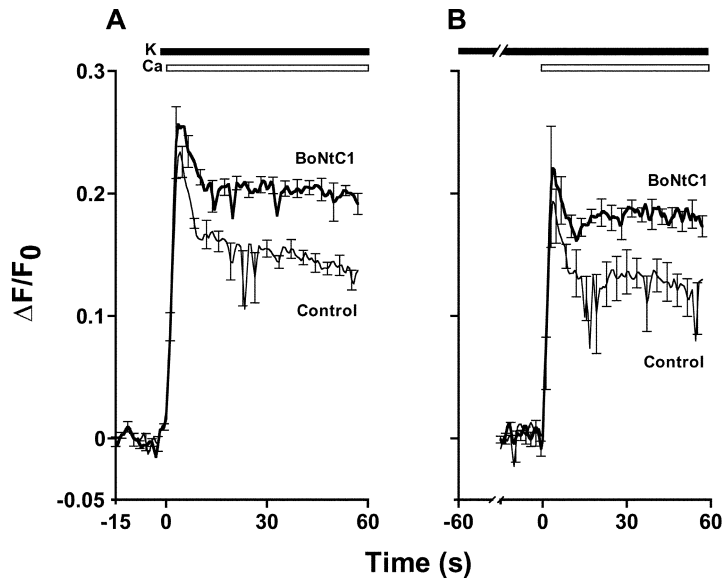 A
B
K
Ca
0.3
0.2
0.1
0
-0.05
ΔF/F0
BoNtC1
Control
BoNtC1
Control
-15 0 30 60
-60 0 30 60
Time (s)